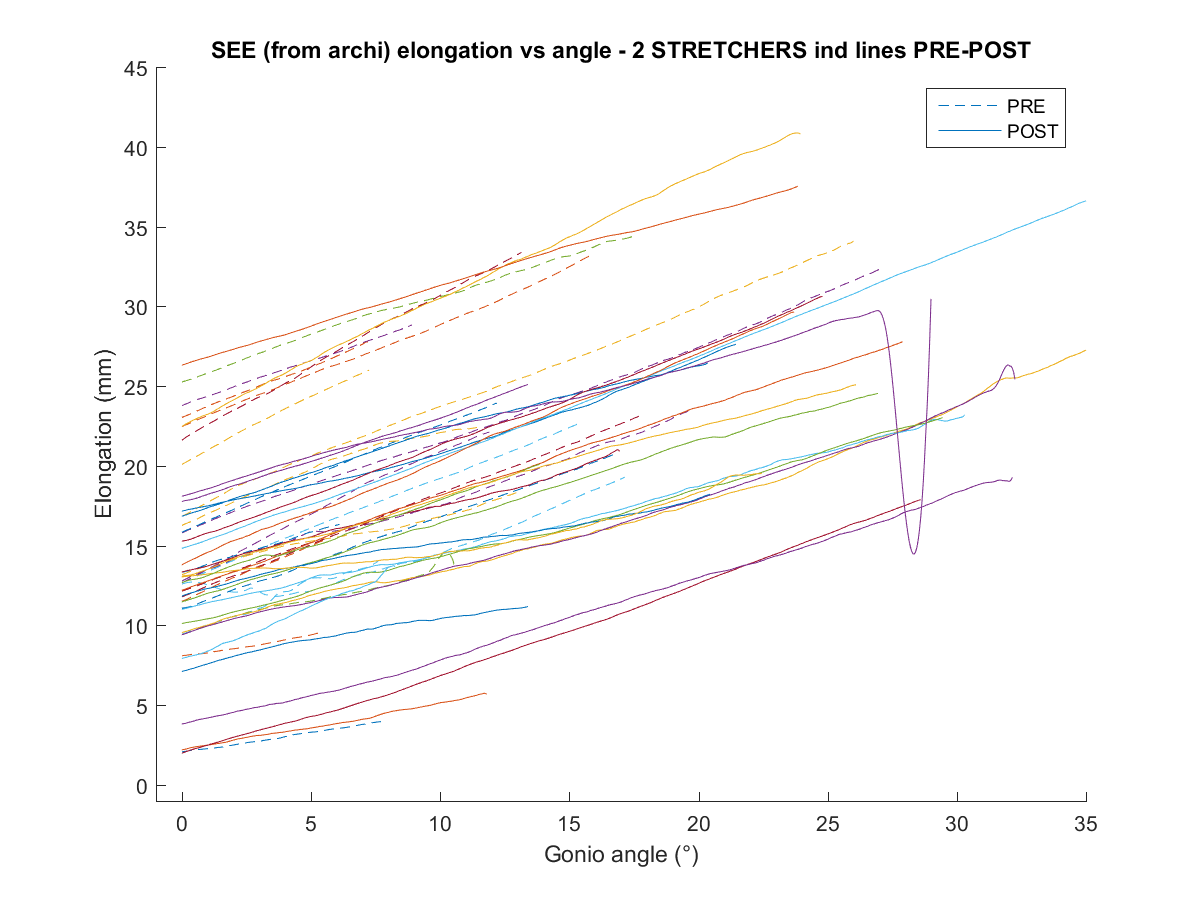 SEE (from archi) elongation vs angle - 2 STRETCHERS ind lines PRE-POST
PRE
POST
Elongation (mm)
45
40
35
30
25
20
15
10
5
0
0 5 10 15 20 25 30 35
Gonio angle (°)